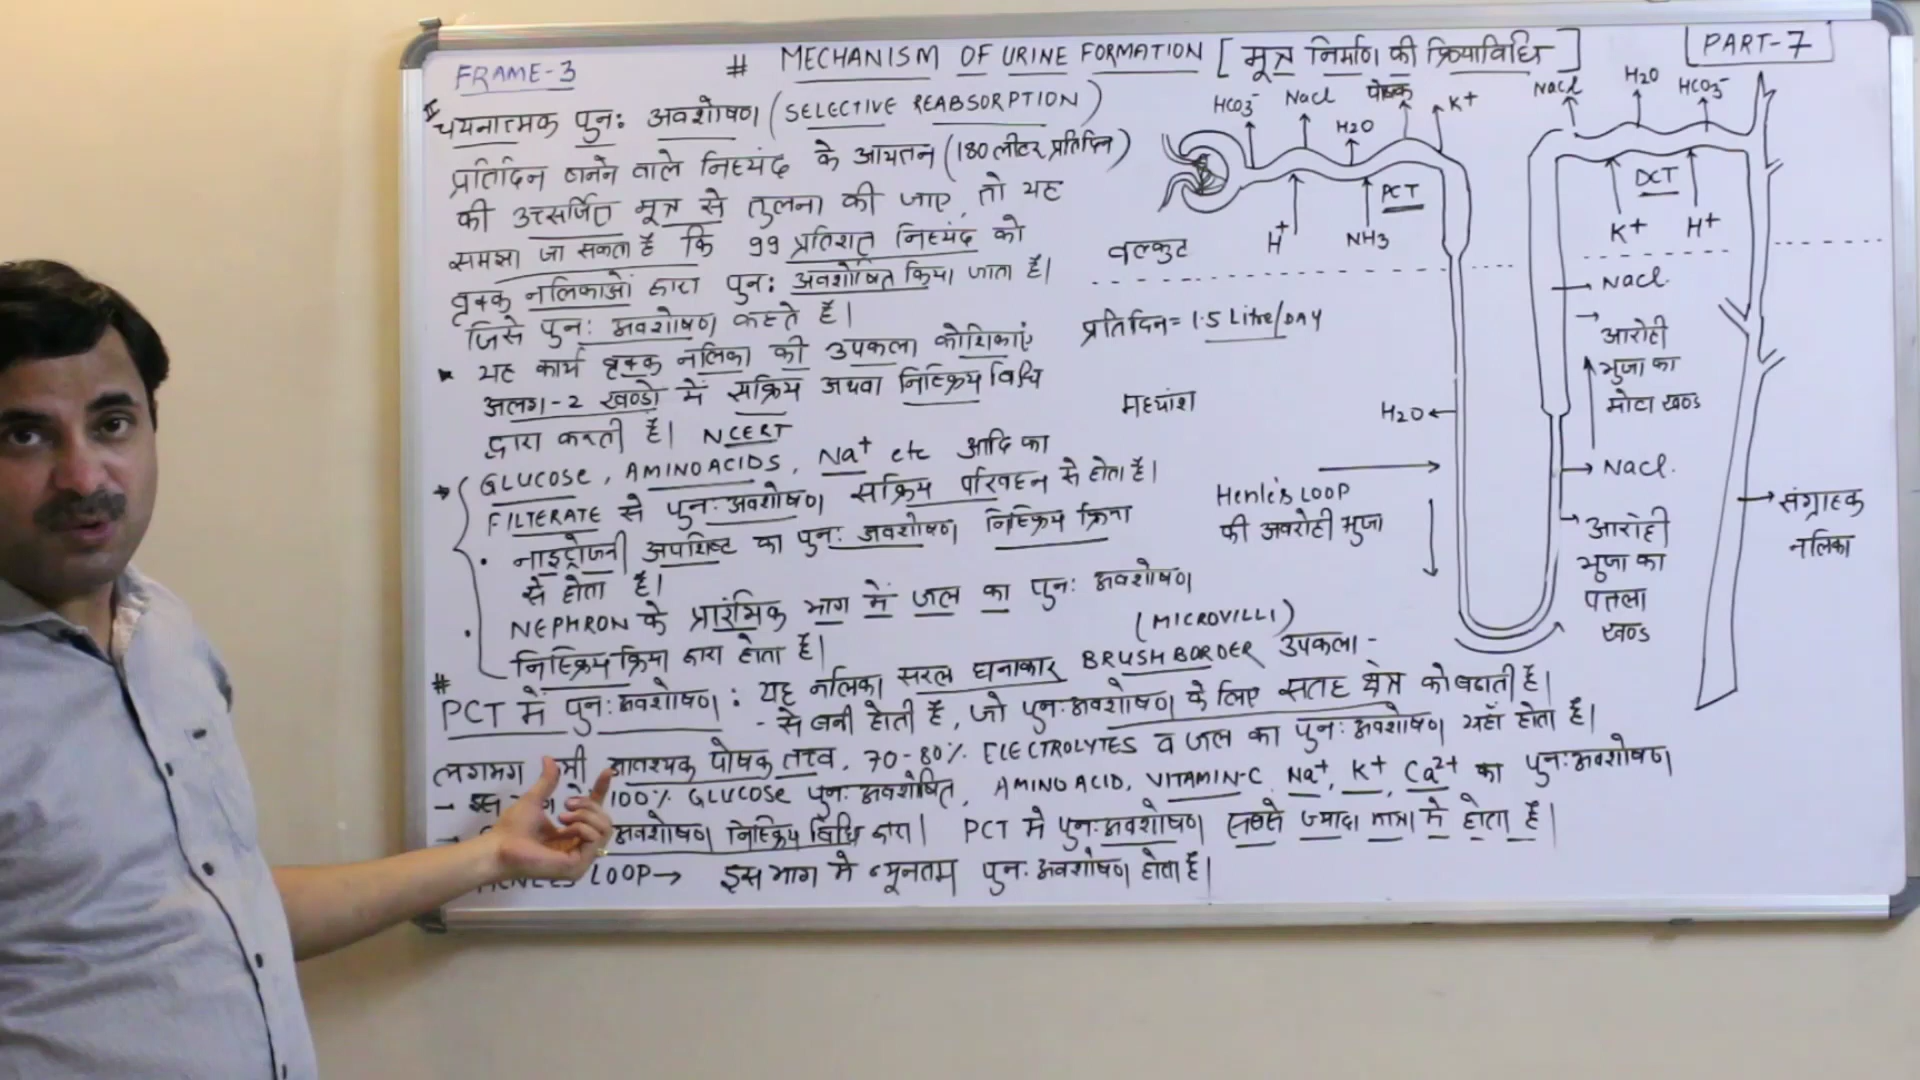 FRAME-3
# MECHANISM OF URINE FORMATION [मूत्र निर्माण की क्रियाविधि]
PART-7
II चयनात्मक पुनः अवशोषण (SELECTIVE REABSORPTION)
प्रतिदिन छानने वाले निस्यंद के आयतन (180 लीटर प्रतिदिन)
की उत्सर्जित मूत्र से तुलना की जाए, तो यह
समझा जा सकता है कि 99 प्रतिशत निस्यंद को
वृक्क नलिकाओं द्वारा पुनः अवशोषित किया जाता है।
जिसे पुनः अवशोषण कहते हैं।
* यह कार्य वृक्क नलिका की उपकला कोशिकाएं
अलग-2 खण्डो में सक्रिय अथवा निष्क्रिय विधि
द्वारा करती हैं। NCERT
→ GLUCOSE, AMINOACIDS, Na+ etc आदि का
FILTERATE से पुनः अवशोषण सक्रिय परिवहन से होता है।
• नाइट्रोजनी अपशिष्ट का पुनः अवशोषण निष्क्रिय क्रिया
से होता है।
• NEPHRON के प्रारंभिक भाग में जल का पुनः अवशोषण
निष्क्रिय क्रिया द्वारा होता है।
(MICROVILLI)
# PCT में पुनःअवशोषण : यह नलिका सरल घनाकार BRUSH BORDER उपकला -
- से बनी होती है, जो पुनःअवशोषण के लिए सतह क्षेत्र को बढाती है।
लगभग आवश्यक पोषक तत्त्व, 70-80% ELECTROLYTES व जल का पुनःअवशोषण यहाँ होता है।
- इस 100% GLUCOSE पुनः अवशोषित, AMINOACID, VITAMIN-C Na+, K+, Ca2+ का पुनःअवशोषण
अवशोषण निष्क्रिय विधि द्वारा। PCT मे पुनःअवशोषण सबसे ज्यादा मात्रा मे होता है।
LOOP→ इस भाग मे न्यूनतम पुनः अवशोषण होता है।
HCO3- NaCl H2O पोषक K+
H+ NH3 PCT
NaCl H2O HCO3-
DCT
K+ H+
वल्कुट
प्रतिदिन= 1.5 Litre/DAY
मध्यांश
H2O
Henle's LOOP
की अवरोही भुजा
NaCl
आरोही
भुजा का
मोटा खण्ड
NaCl
आरोही
भुजा का
पतला
खण्ड
संग्राहक
नलिका